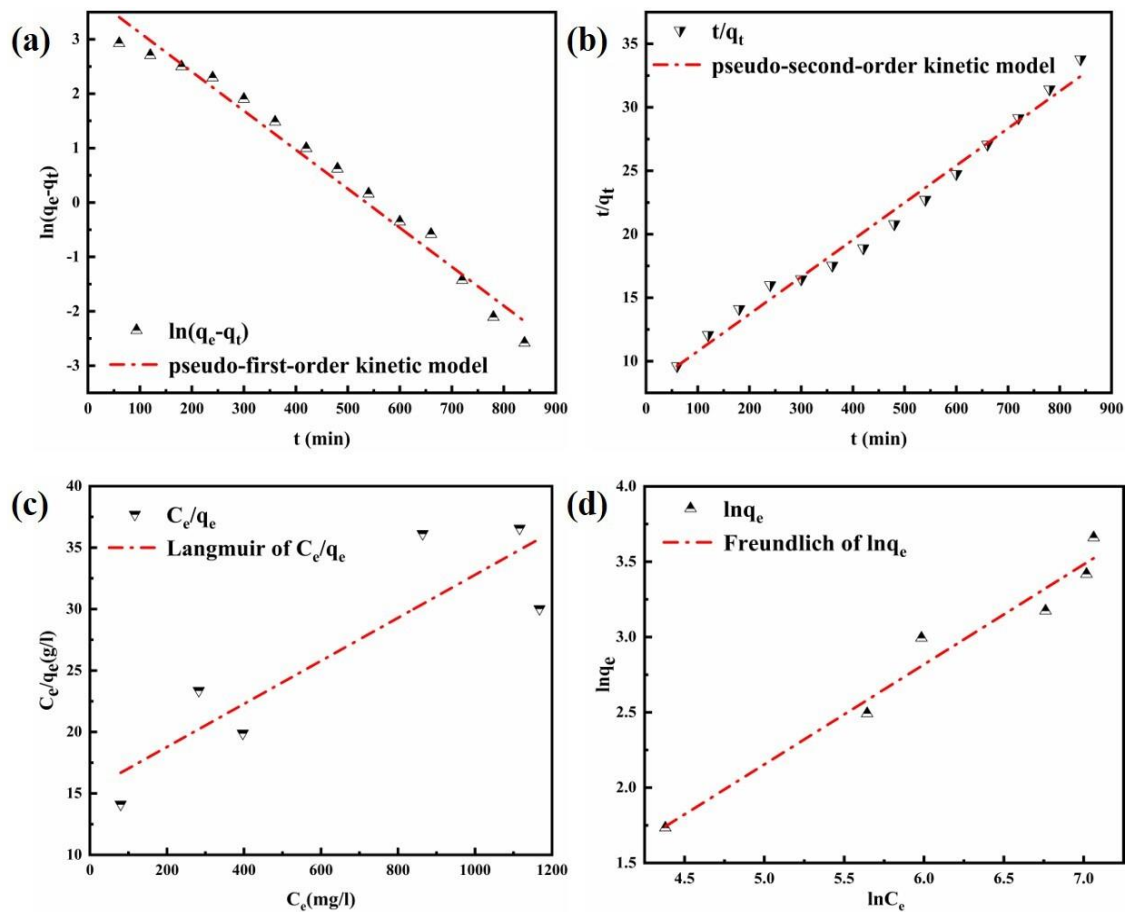 (a)
3
2
1
0
-1
-2
-3
ln(qe-qt)
ln(qe-qt)
pseudo-first-order kinetic model
0 100 200 300 400 500 600 700 800 900
t (min)
(b)
35
30
25
20
15
10
t/qt
t/qt
pseudo-second-order kinetic model
0 100 200 300 400 500 600 700 800 900
t (min)
(c)
40
35
30
25
20
15
10
Ce/qe(g/l)
Ce/qe
Langmuir of Ce/qe
0 200 400 600 800 1000 1200
Ce(mg/l)
(d)
4.0
3.5
3.0
2.5
2.0
1.5
lnqe
lnqe
Freundlich of lnqe
4.5 5.0 5.5 6.0 6.5 7.0
lnCe